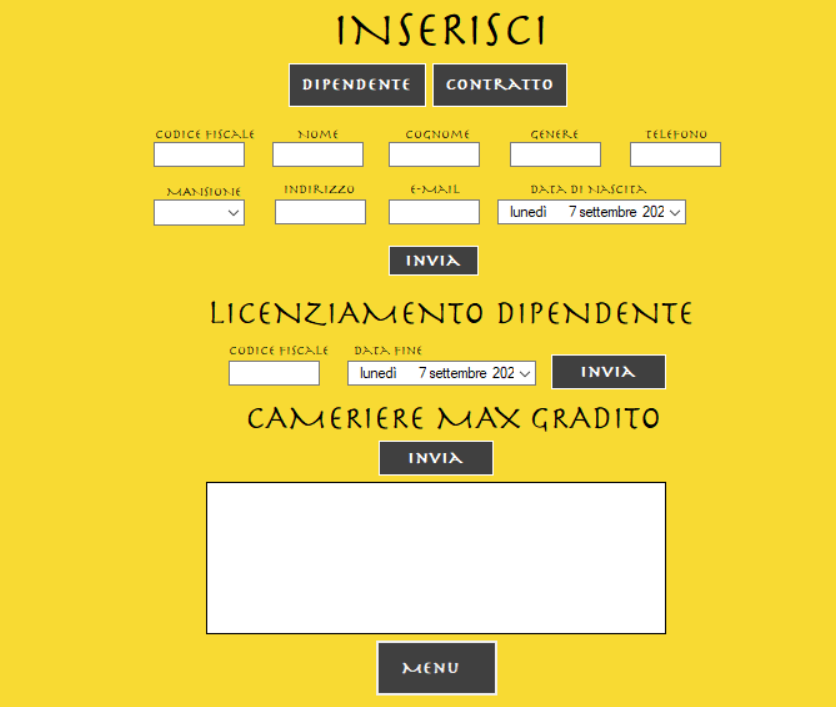 INSERISCI
DIPENDENTE CONTRATTO
CODICE FISCALE NOME COGNOME GENERE TELEFONO
MANSIONE INDIRIZZO E-MAIL DATA DI NASCITA
lunedì 7 settembre 202
INVIA
LICENZIAMENTO DIPENDENTE
CODICE FISCALE DATA FINE
lunedì 7 settembre 202 INVIA
CAMERIERE MAX GRADITO
INVIA
MENU